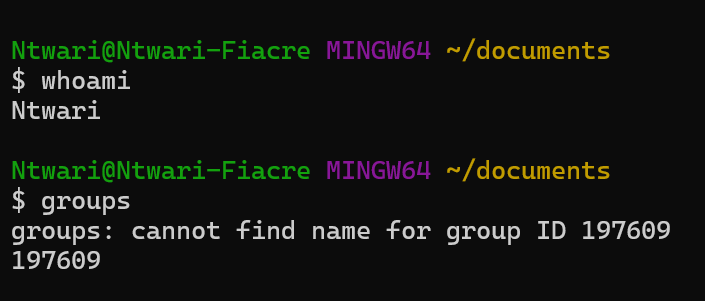 Ntwari@Ntwari-Fiacre MINGW64 ~/documents
$ whoami
Ntwari
Ntwari@Ntwari-Fiacre MINGW64 ~/documents
$ groups
groups: cannot find name for group ID 197609
197609